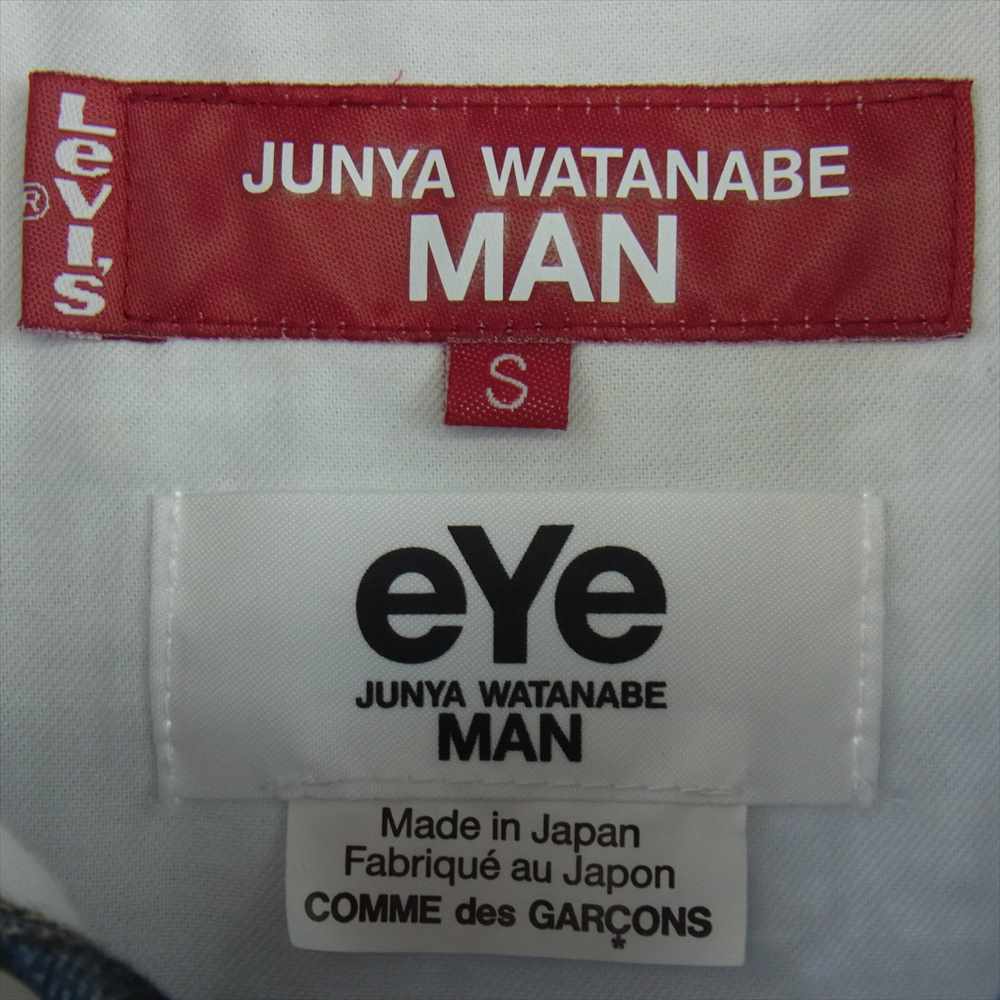 Levi's ®
JUNYA WATANABE
MAN
S
eYe
JUNYA WATANABE
MAN
Made in Japan
Fabriqué au Japon
COMME des GARÇONS
*